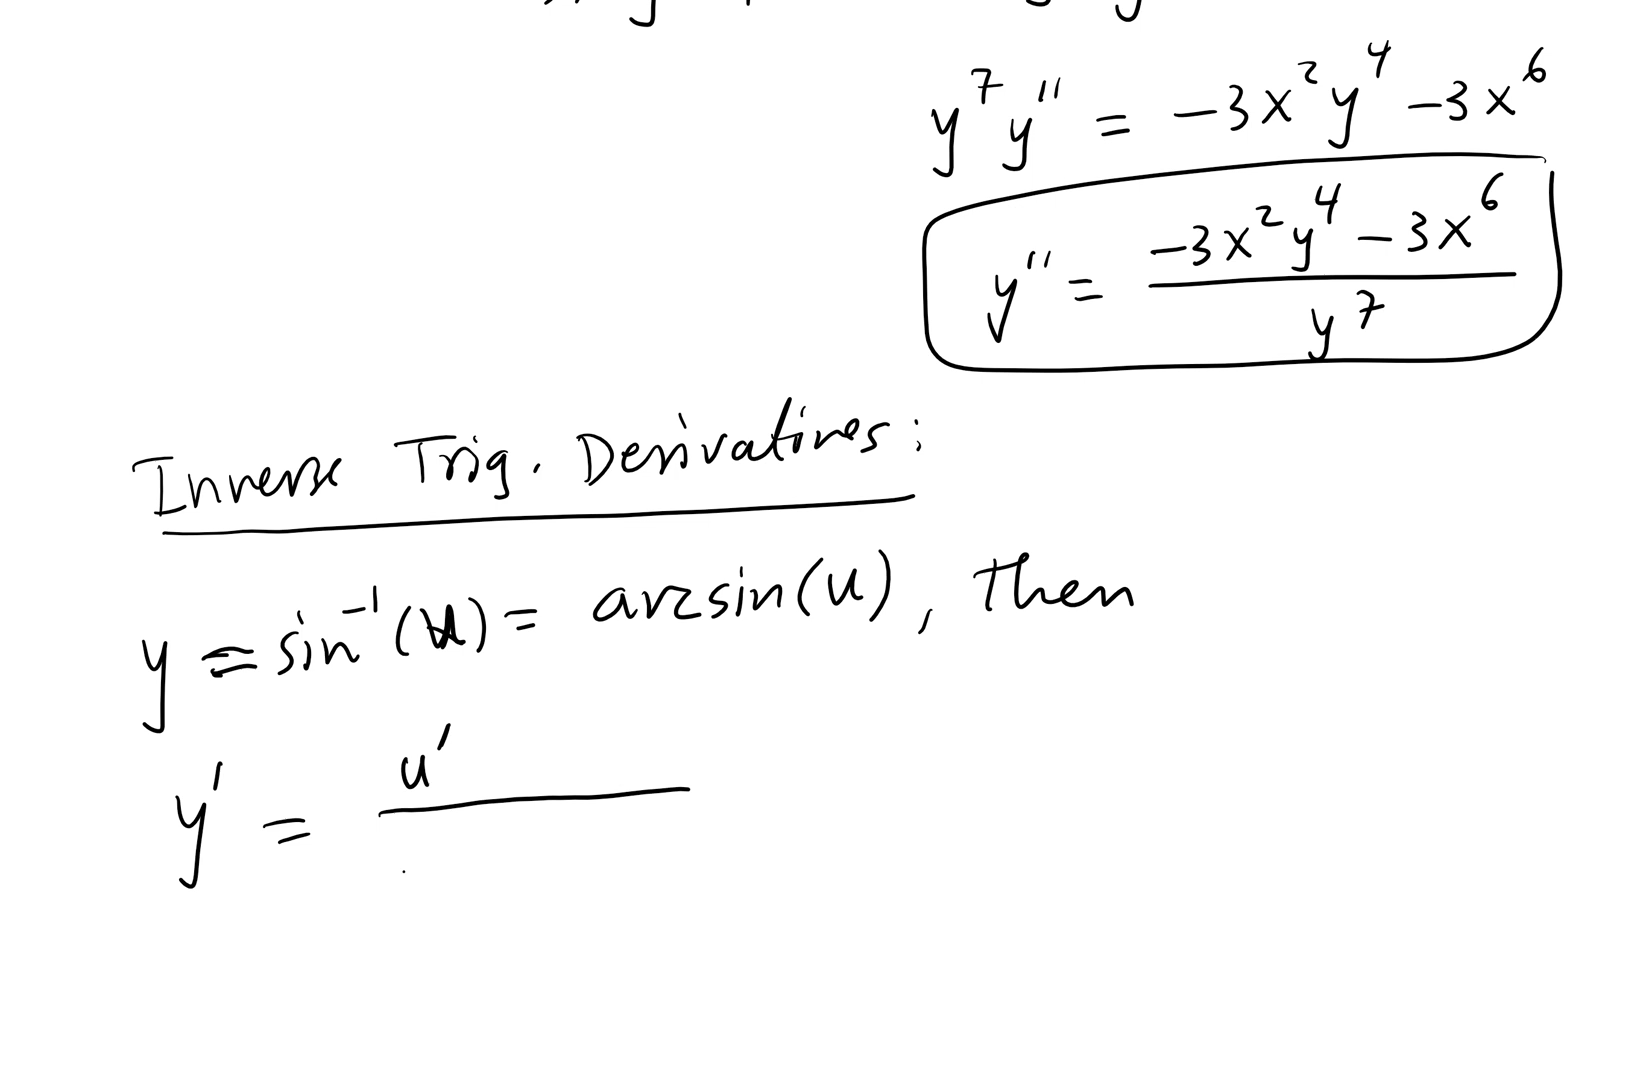 y⁷y'' = -3x²y⁴ - 3x⁶
y'' = (-3x²y⁴ - 3x⁶) / y⁷
Inverse Trig. Derivatives:
y = sin⁻¹(u) = arcsin(u), then
y' = u' /